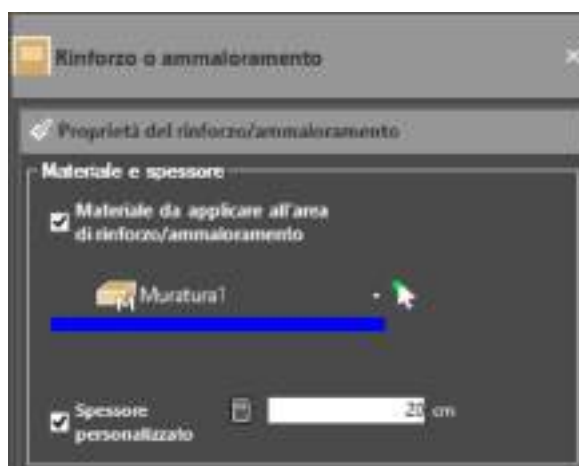 Rinforzo o ammaloramento
Proprietà del rinforzo/ammaloramento
Materiale e spessore
Materiale da applicare all'area
di rinforzo/ammaloramento
M Muratura1
Spessore
personalizzato
20 cm